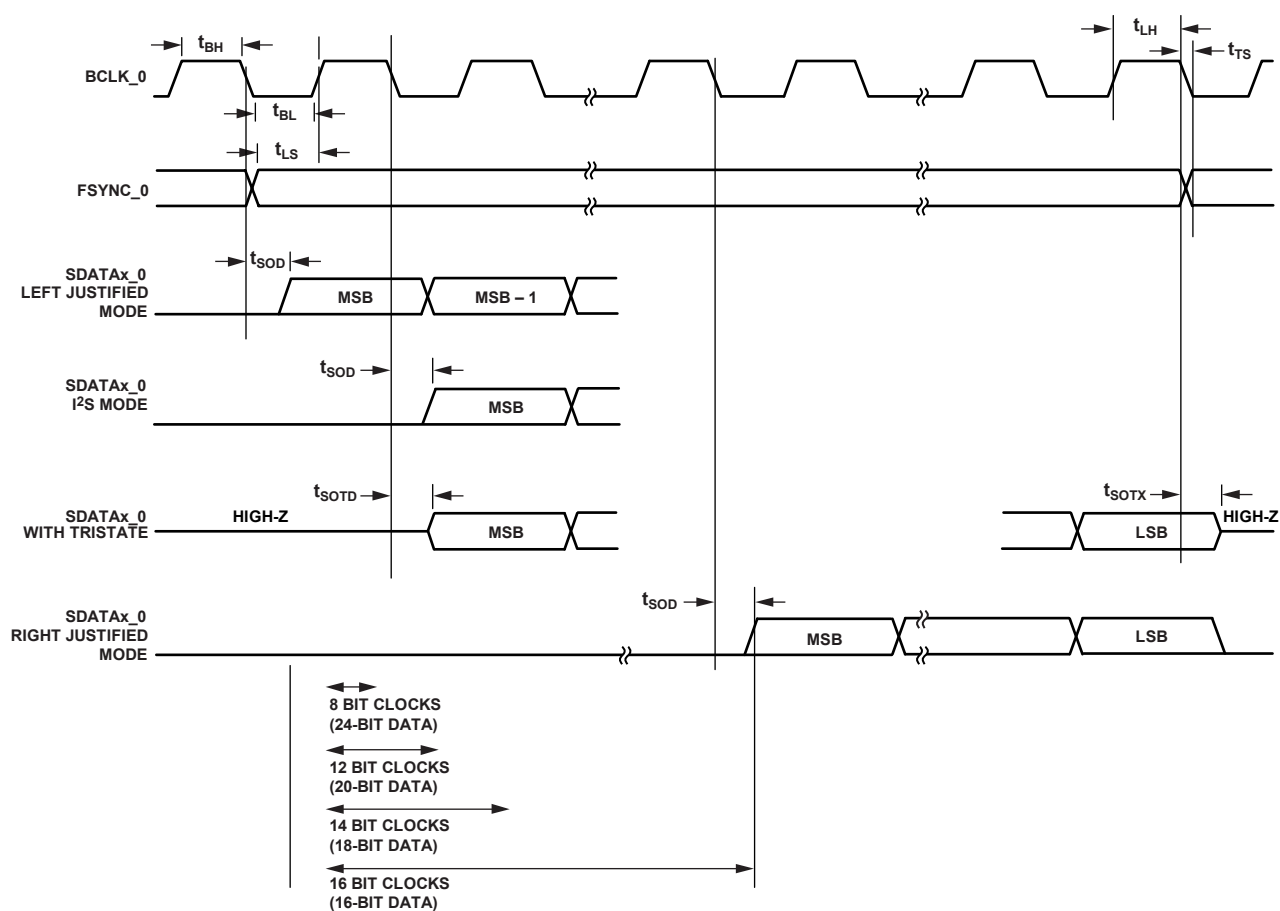 tBH
tLH
tTS
BCLK_0
tBL
tLS
FSYNC_0
tSOD
SDATAx_0
LEFT JUSTIFIED
MODE
MSB
MSB – 1
tSOD
SDATAx_0
I2S MODE
MSB
tSOTD
tSOTX
SDATAx_0
WITH TRISTATE
HIGH-Z
MSB
LSB
HIGH-Z
tSOD
SDATAx_0
RIGHT JUSTIFIED
MODE
MSB
LSB
8 BIT CLOCKS
(24-BIT DATA)
12 BIT CLOCKS
(20-BIT DATA)
14 BIT CLOCKS
(18-BIT DATA)
16 BIT CLOCKS
(16-BIT DATA)